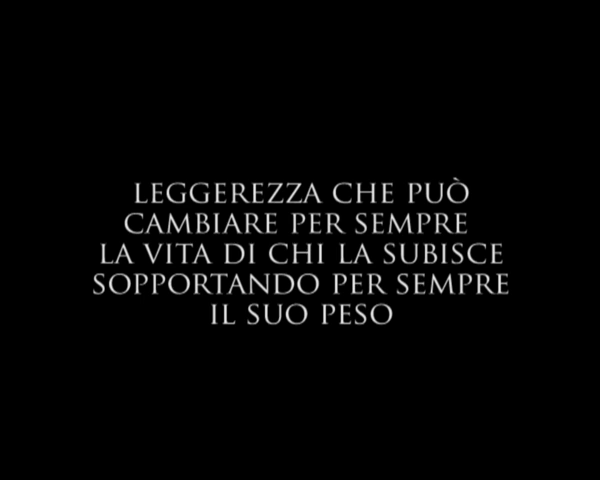 LEGGEREZZA CHE PUÒ
CAMBIARE PER SEMPRE
LA VITA DI CHI LA SUBISCE
SOPPORTANDO PER SEMPRE
IL SUO PESO